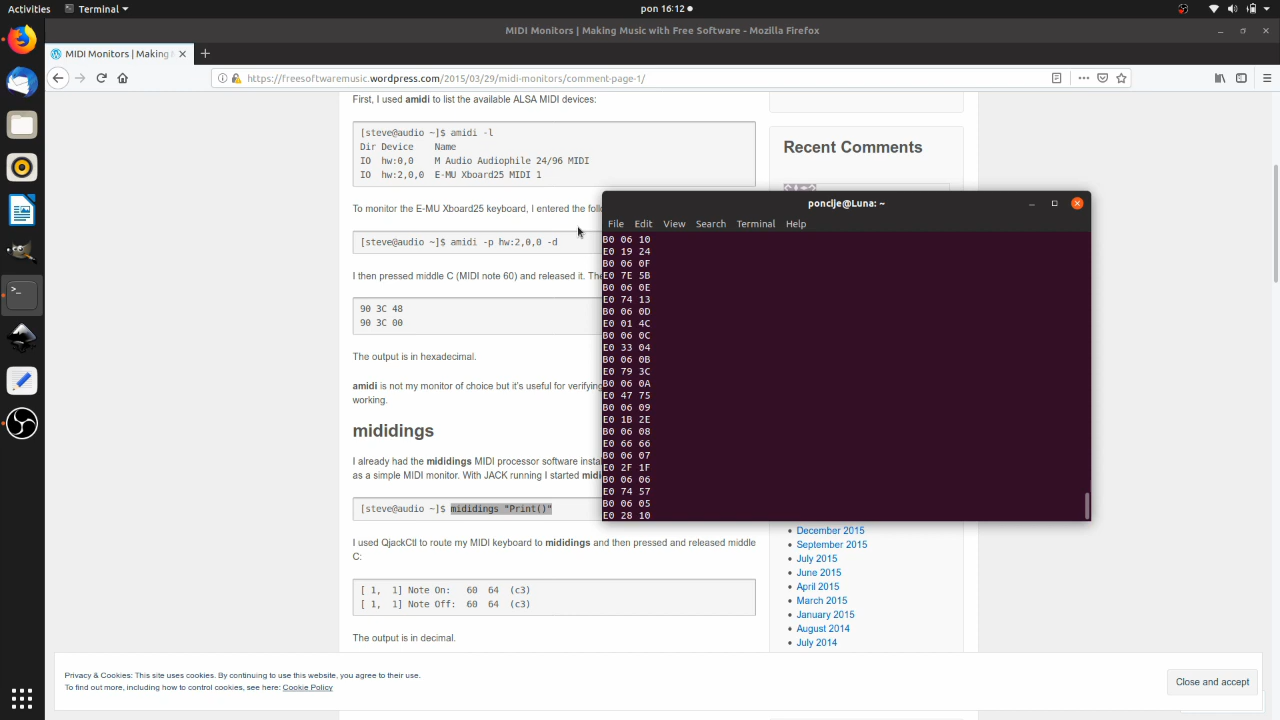 Activities
Terminal
pon 16:12
MIDI Monitors | Making Music with Free Software - Mozilla Firefox
MIDI Monitors | Making
https://freesoftwaremusic.wordpress.com/2015/03/29/midi-monitors/comment-page-1/
First, I used amidi to list the available ALSA MIDI devices:
[steve@audio ~]$ amidi -l
Dir Device    Name
IO  hw:0,0    M Audio Audiophile 24/96 MIDI
IO  hw:2,0,0  E-MU Xboard25 MIDI 1
To monitor the E-MU Xboard25 keyboard, I entered the
[steve@audio ~]$ amidi -p hw:2,0,0 -d
I then pressed middle C (MIDI note 60) and released it.
90 3C 48
90 3C 00
The output is in hexadecimal.
amidi is not my monitor of choice but it's useful for verifying
working.
mididings
I already had the mididings MIDI processor software
as a simple MIDI monitor. With JACK running I started
[steve@audio ~]$ mididings "Print()"
I used QjackCtl to route my MIDI keyboard to mididings and then pressed and released middle
C:
[ 1,  1] Note On:   60  64  (c3)
[ 1,  1] Note Off:  60  64  (c3)
The output is in decimal.
Recent Comments
poncije@Luna: ~
File Edit View Search Terminal Help
B0 06 10
E0 19 24
B0 06 0F
E0 7E 5B
B0 06 0E
E0 74 13
B0 06 0D
E0 01 4C
B0 06 0C
E0 33 04
B0 06 0B
E0 79 3C
B0 06 0A
E0 47 75
B0 06 09
E0 1B 2E
B0 06 08
E0 66 66
B0 06 07
E0 2F 1F
B0 06 06
E0 74 57
B0 06 05
E0 28 10
December 2015
September 2015
July 2015
June 2015
April 2015
March 2015
January 2015
August 2014
July 2014
Privacy & Cookies: This site uses cookies. By continuing to use this website, you agree to their use.
To find out more, including how to control cookies, see here: Cookie Policy
Close and accept